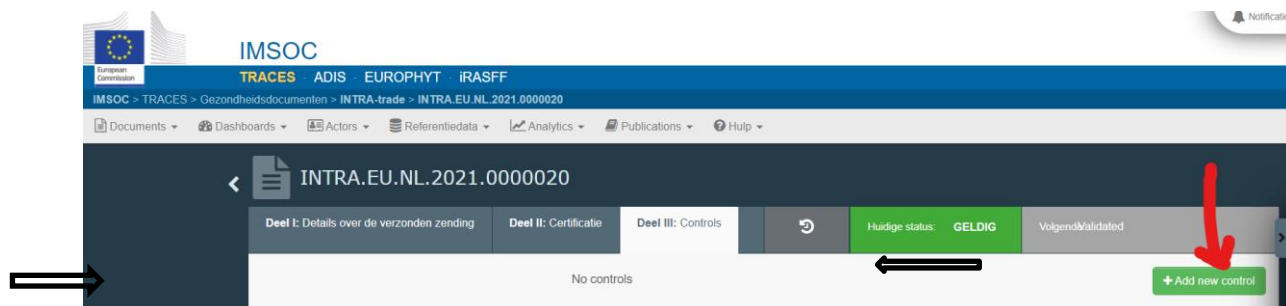 Notificatie
IMSOC
European
Commission
TRACES ADIS EUROPHYT iRASFF
IMSOC > TRACES > Gezondheidsdocumenten > INTRA-trade > INTRA.EU.NL.2021.0000020
Documents Dashboards Actors Referentiedata Analytics Publications Hulp
INTRA.EU.NL.2021.0000020
Deel I: Details over de verzonden zending Deel II: Certificatie Deel III: Controls Huidige status: GELDIG Volgende Validated
No controls + Add new control